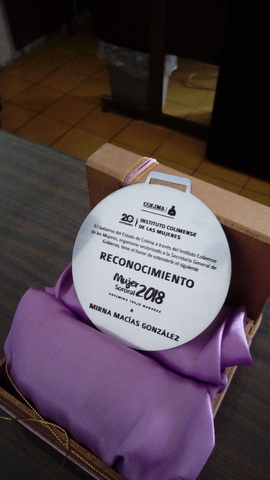 COLIMA
20 INSTITUTO COLIMENSE
DE LAS MUJERES
El Gobierno del Estado de Colima a través del Instituto Colimense
de las Mujeres, organismo sectorizado a la Secretaría General de
Gobierno, tiene el honor de extenderle el siguiente
RECONOCIMIENTO
Mujer
Sororal 2018
A
MIRNA MACÍAS GONZÁLEZ